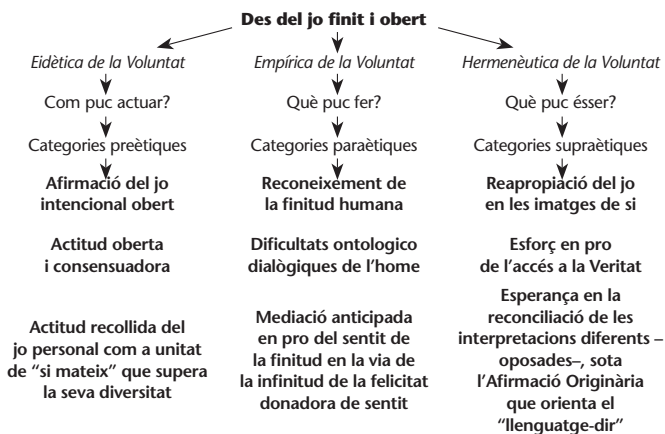 Des del jo finit i obert
Eidètica de la Voluntat
Com puc actuar?
Categories preètiques
Afirmació del jo
intencional obert
Actitud oberta
i consensuadora
Actitud recollida del
jo personal com a unitat
de “si mateix” que supera
la seva diversitat
Empírica de la Voluntat
Què puc fer?
Categories paraètiques
Reconeixement de
la finitud humana
Dificultats ontologico
dialògiques de l’home
Mediació anticipada
en pro del sentit de
la finitud en la via de
la infinitud de la felicitat
donadora de sentit
Hermenèutica de la Voluntat
Què puc ésser?
Categories supraètiques
Reapropiació del jo
en les imatges de si
Esforç en pro
de l’accés a la Veritat
Esperança en la
reconciliació de les
interpretacions diferents –
oposades–, sota
l’Afirmació Originària
que orienta el
“llenguatge-dir”